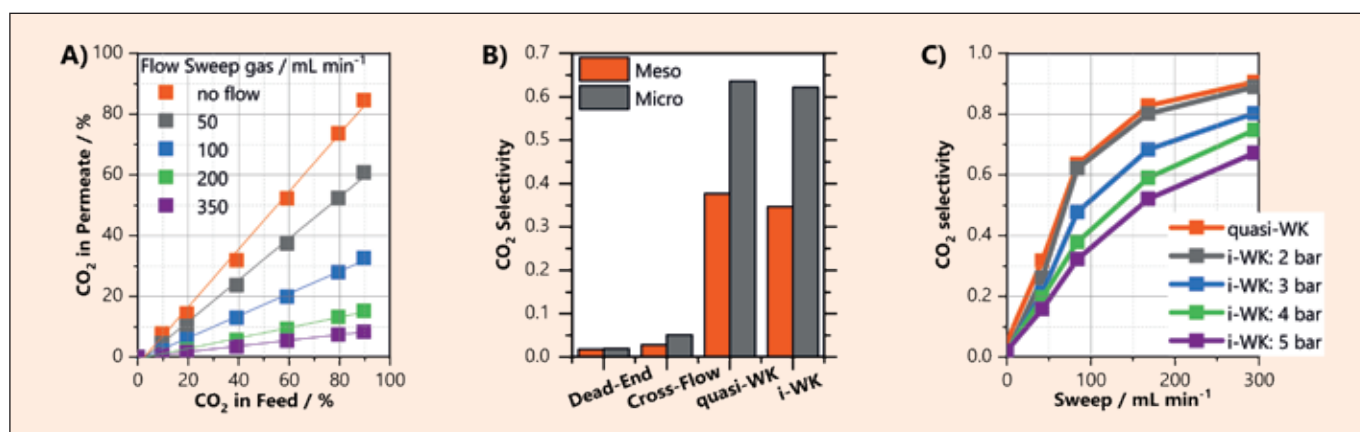 A)
Flow Sweep gas / mL min⁻¹
no flow
50
100
200
350
100
80
60
40
20
0
0 20 40 60 80 100
CO₂ in Permeate / %
CO₂ in Feed / %
B)
Meso
Micro
0.7
0.6
0.5
0.4
0.3
0.2
0.1
0.0
CO₂ Selectivity
Dead-End
Cross-Flow
quasi-WK
i-WK
C)
1.0
0.8
0.6
0.4
0.2
0.0
CO₂ selectivity
quasi-WK
i-WK: 2 bar
i-WK: 3 bar
i-WK: 4 bar
i-WK: 5 bar
0 100 200 300
Sweep / mL min⁻¹